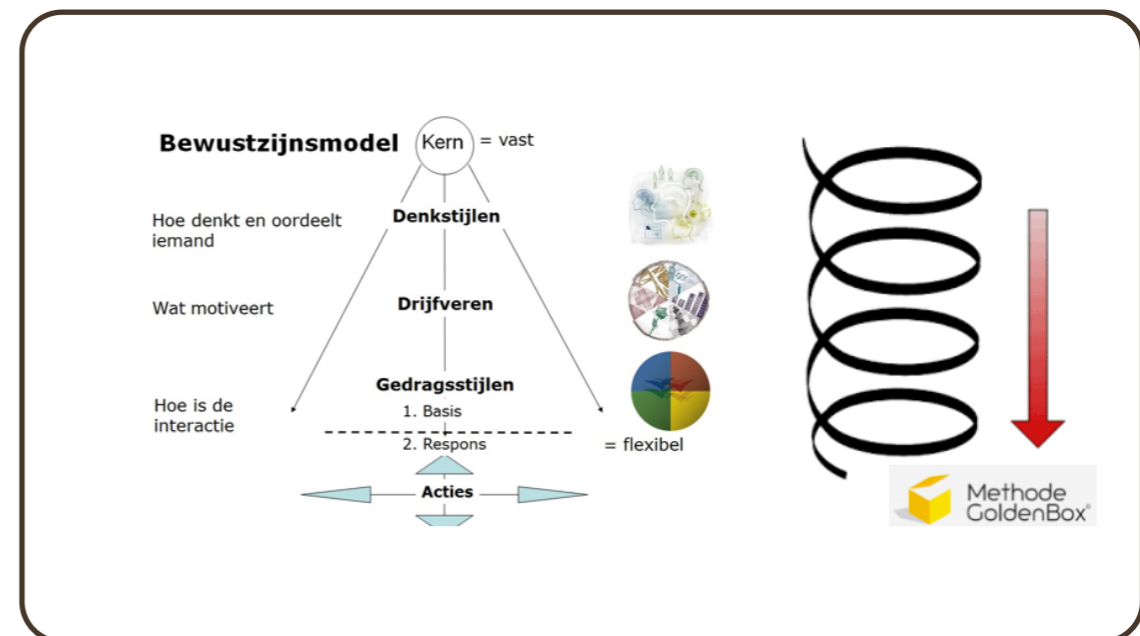 Bewustzijnsmodel
Kern
= vast
Hoe denkt en oordeelt
iemand
Denkstijlen
Wat motiveert
Drijfveren
Gedragsstijlen
Hoe is de
interactie
1. Basis
2. Respons
= flexibel
Acties
Methode
GoldenBox®